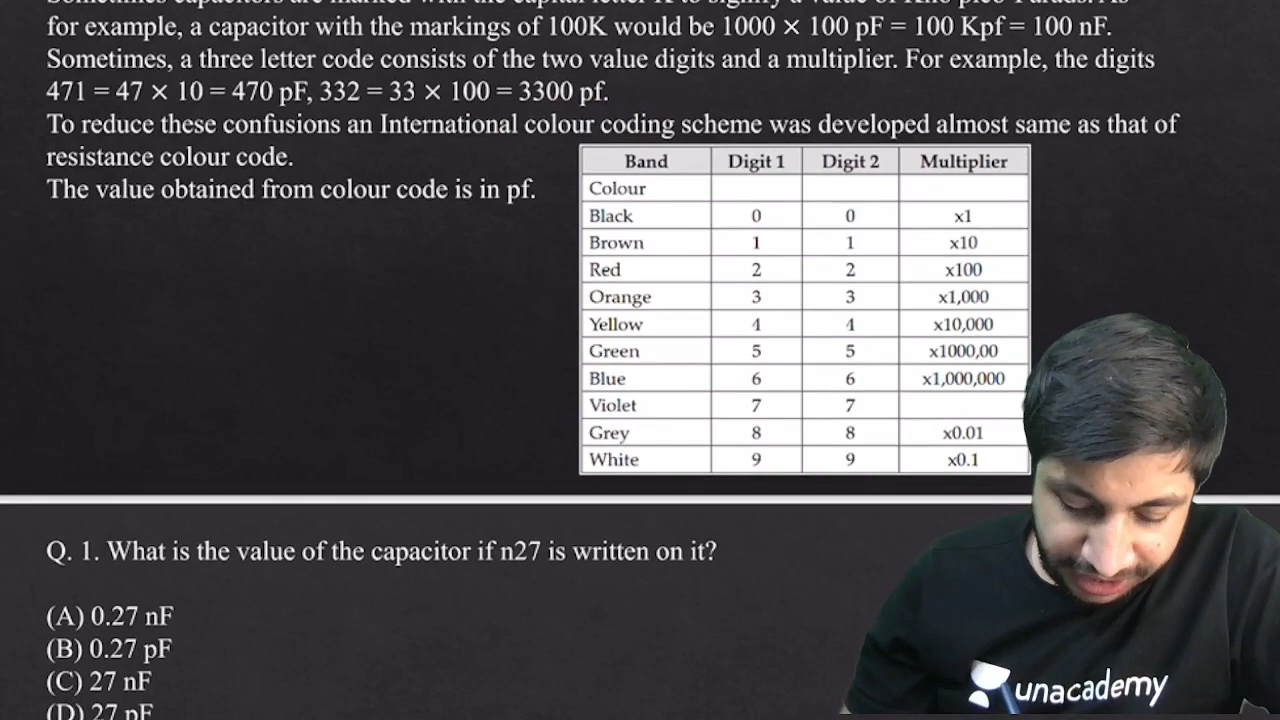 for example, a capacitor with the markings of 100K would be 1000 × 100 pF = 100 Kpf = 100 nF.
Sometimes, a three letter code consists of the two value digits and a multiplier. For example, the digits
471 = 47 × 10 = 470 pF, 332 = 33 × 100 = 3300 pf.
To reduce these confusions an International colour coding scheme was developed almost same as that of
resistance colour code.
The value obtained from colour code is in pf.
Band Digit 1 Digit 2 Multiplier
Colour
Black 0 0 x1
Brown 1 1 x10
Red 2 2 x100
Orange 3 3 x1,000
Yellow 4 4 x10,000
Green 5 5 x1000,00
Blue 6 6 x1,000,000
Violet 7 7
Grey 8 8 x0.01
White 9 9 x0.1
Q. 1. What is the value of the capacitor if n27 is written on it?
(A) 0.27 nF
(B) 0.27 pF
(C) 27 nF
(D) 27 pF
unacademy